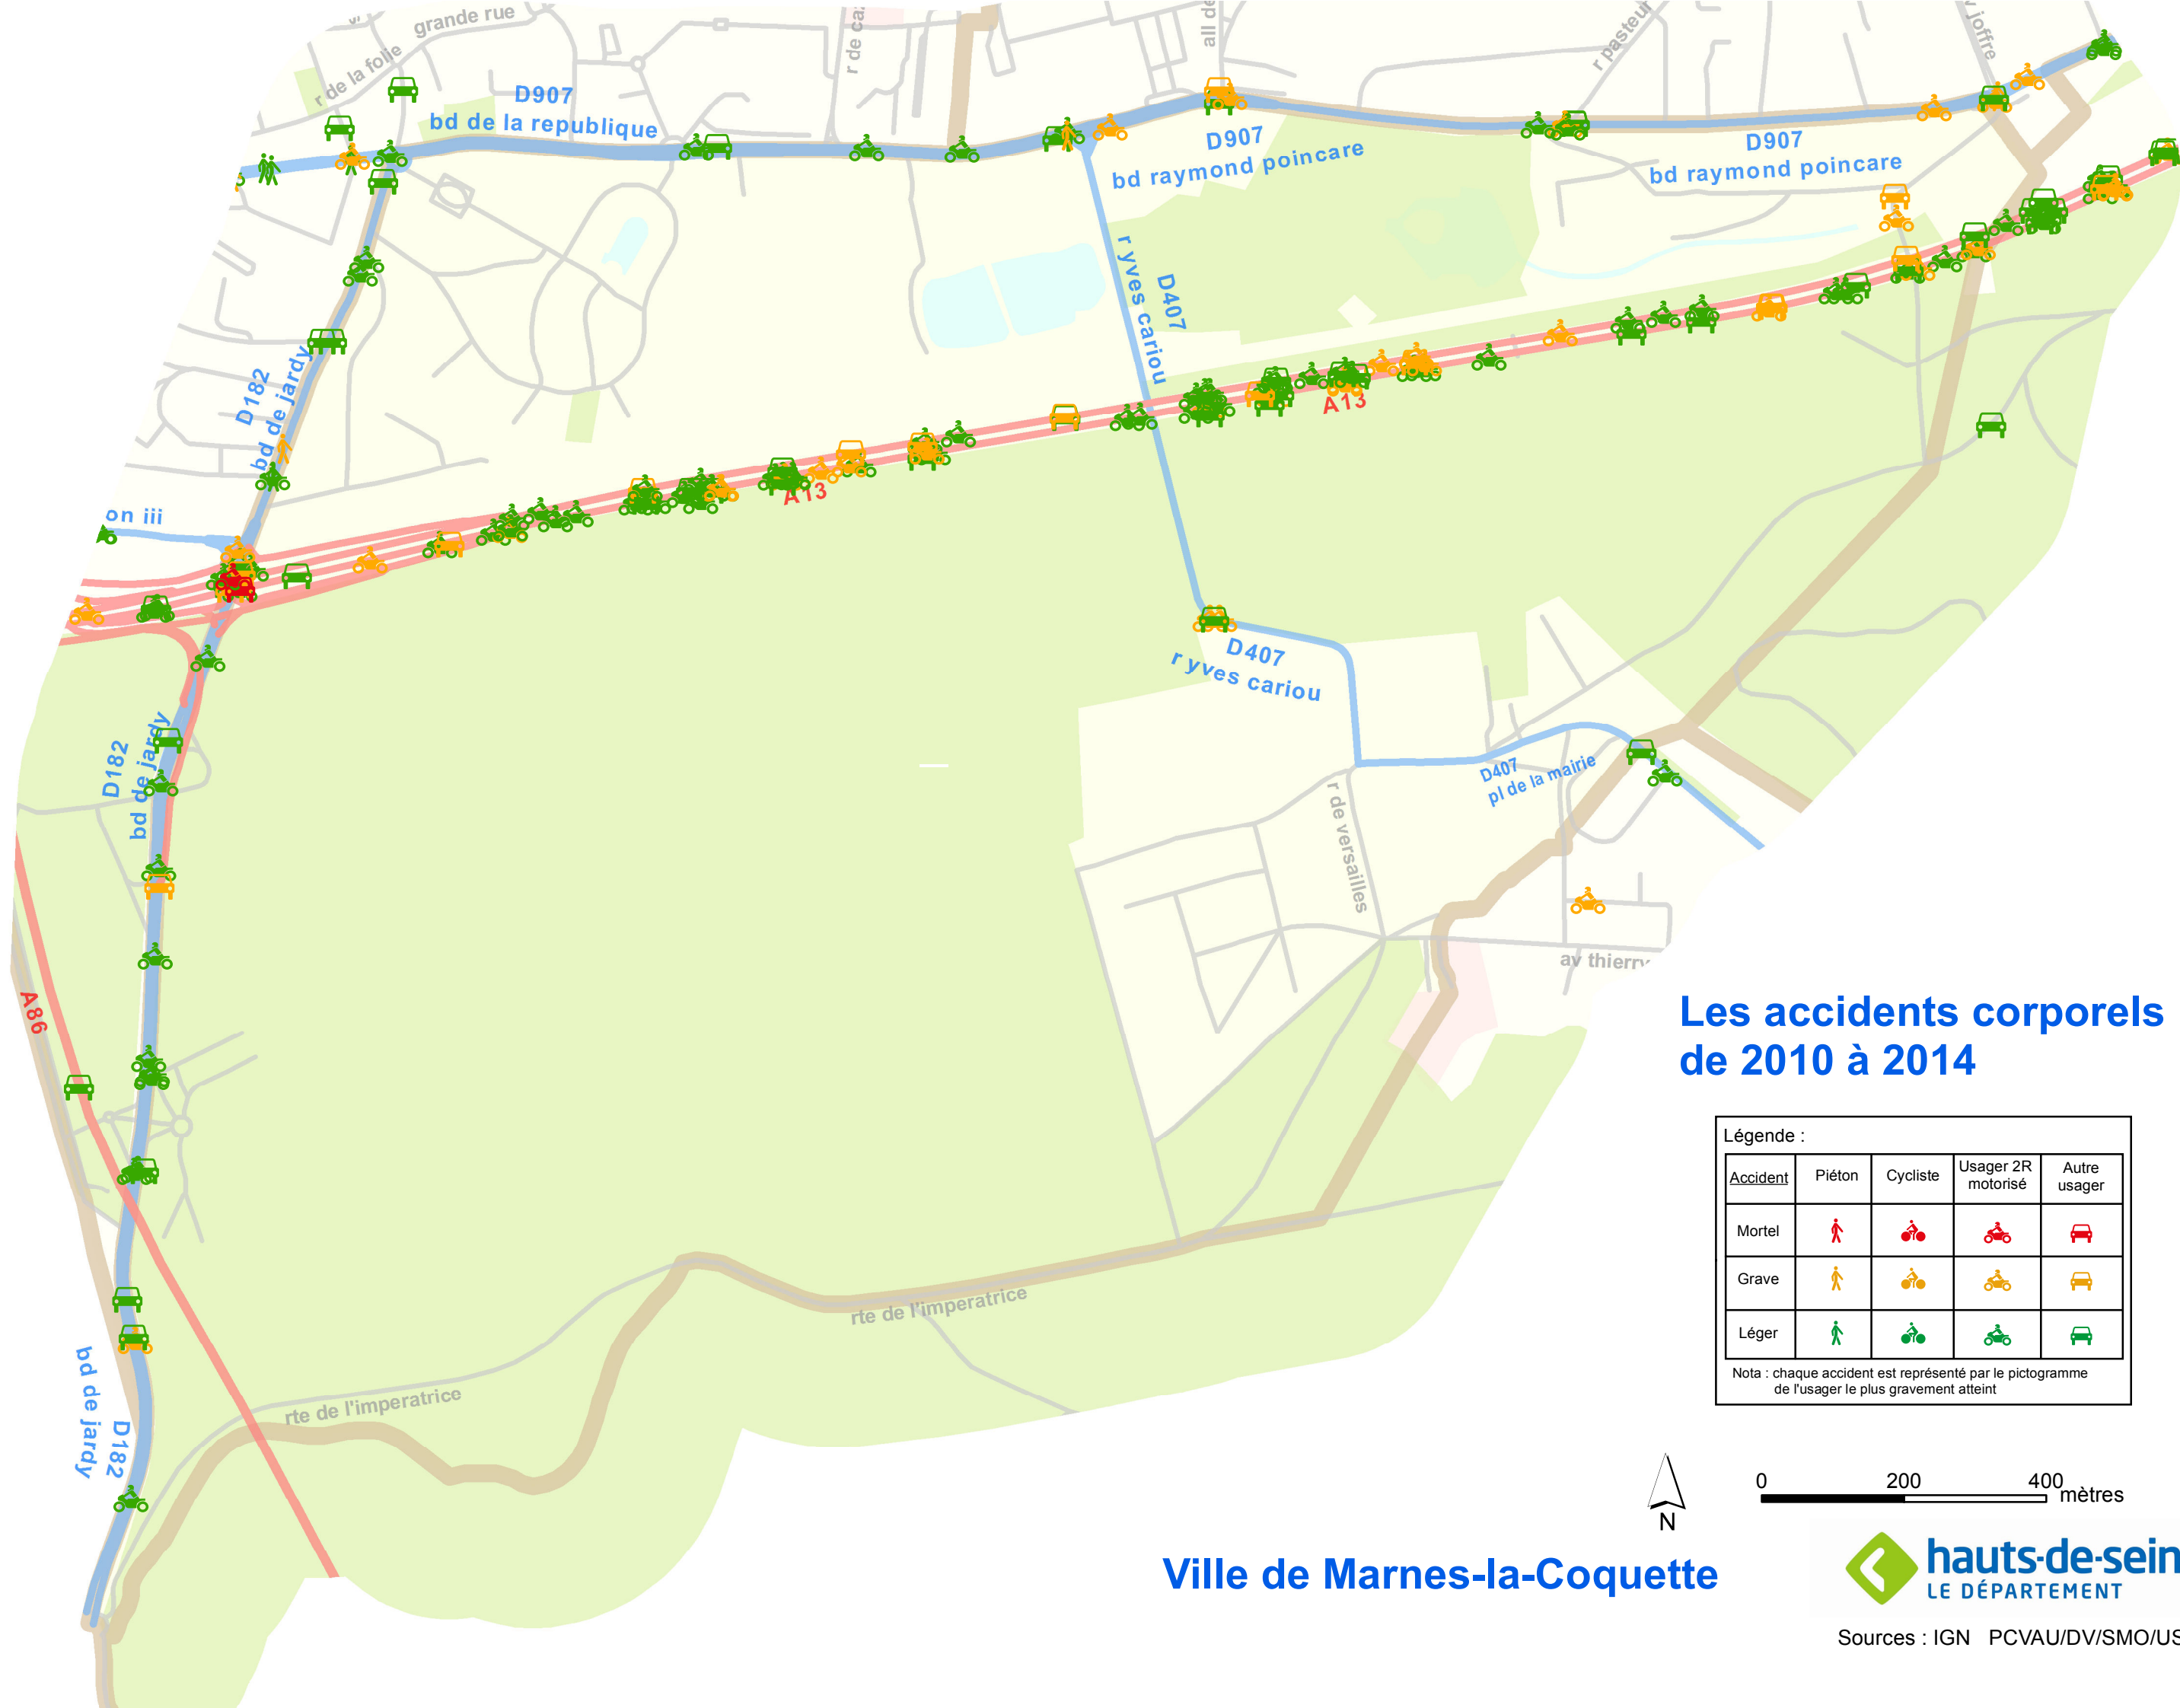 grande rue
r de la folie
r de ca
all de
r pasteur
v joffre
D907
bd de la republique
D907
bd raymond poincare
D907
bd raymond poincare
D407
r yves cariou
D182
bd de jardy
A13
A13
on iii
D407
r yves cariou
D182
bd de jardy
D407
pl de la mairie
r de versailles
av thierry
A86
rte de l'imperatrice
rte de l'imperatrice
bd de jardy
D182
Les accidents corporels
de 2010 à 2014
Légende :
Accident Piéton Cycliste Usager 2R motorisé Autre usager
Mortel
Grave
Léger
Nota : chaque accident est représenté par le pictogramme
de l'usager le plus gravement atteint
N
0 200 400 mètres
Ville de Marnes-la-Coquette
hauts-de-sein
LE DÉPARTEMENT
Sources : IGN PCVAU/DV/SMO/US